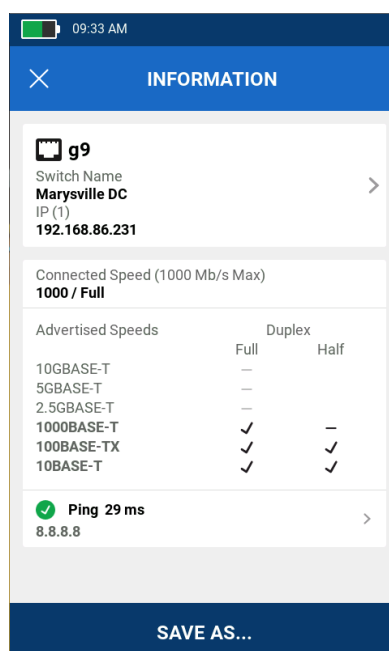 09:33 AM
INFORMATION
g9
Switch Name
Marysville DC
IP (1)
192.168.86.231
Connected Speed (1000 Mb/s Max)
1000 / Full
Advertised Speeds Duplex
Full Half
10GBASE-T –
5GBASE-T –
2.5GBASE-T –
1000BASE-T ✓ –
100BASE-TX ✓ ✓
10BASE-T ✓ ✓
Ping 29 ms
8.8.8.8
SAVE AS...